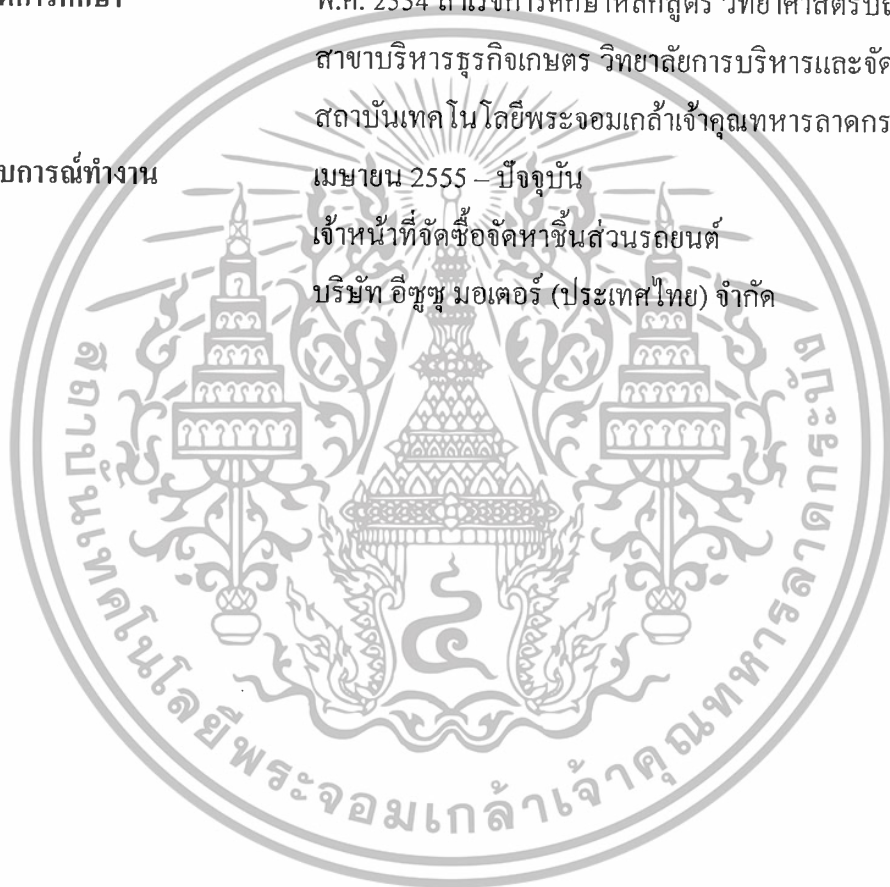 พ.ศ. 2554 สำเร็จการศึกษาหลักสูตร วิทยาศาสตร์
สาขาบริหารธุรกิจเกษตร วิทยาลัยการบริหารและจัด
สถาบันเทคโนโลยีพระจอมเกล้าเจ้าคุณทหารลาดกร
บการณ์ทำงาน เมษายน 2555 – ปัจจุบัน
เจ้าหน้าที่จัดซื้อจัดหาชิ้นส่วนรถยนต์
บริษัท อีซูซุ มอเตอร์ (ประเทศไทย) จำกัด
สถาบันเทคโนโลยีพระจอมเกล้าเจ้าคุณทหารลาดกระบัง
๔